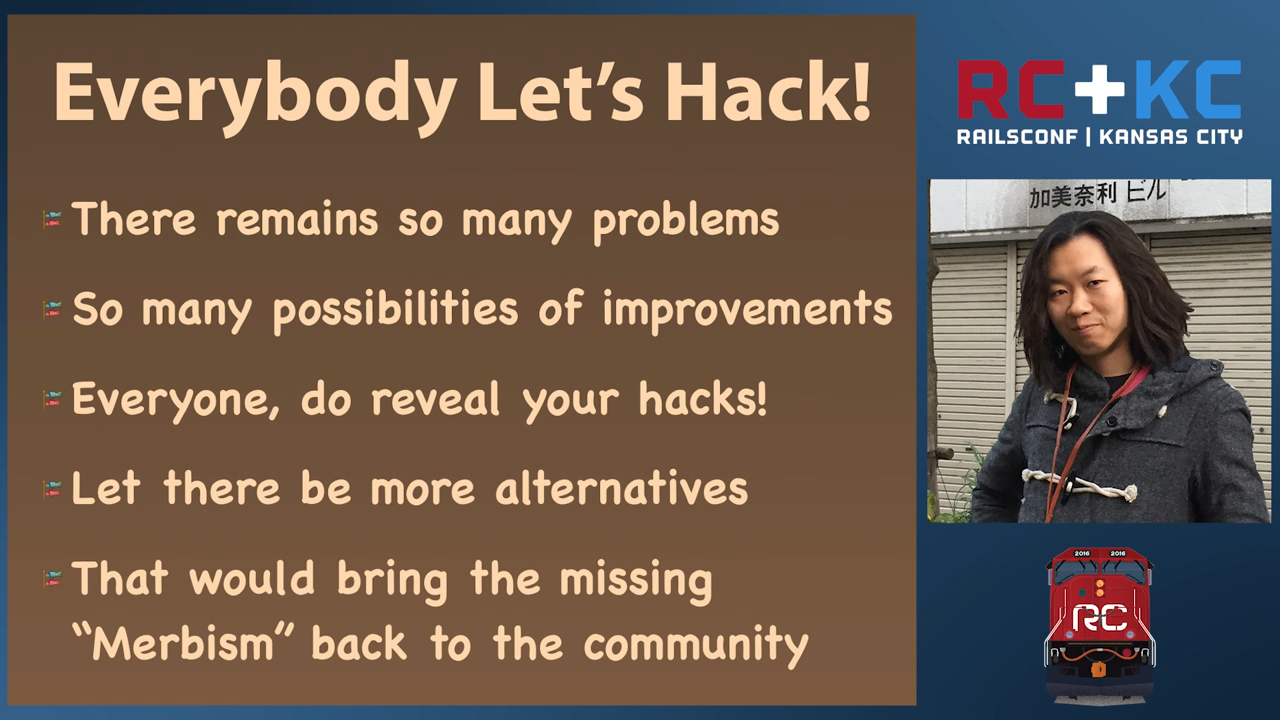 Everybody Let's Hack!
There remains so many problems
So many possibilities of improvements
Everyone, do reveal your hacks!
Let there be more alternatives
That would bring the missing
“Merbism” back to the community
RC+KC
RAILSCONF | KANSAS CITY
加美奈利 ビル
2016 2016
RC